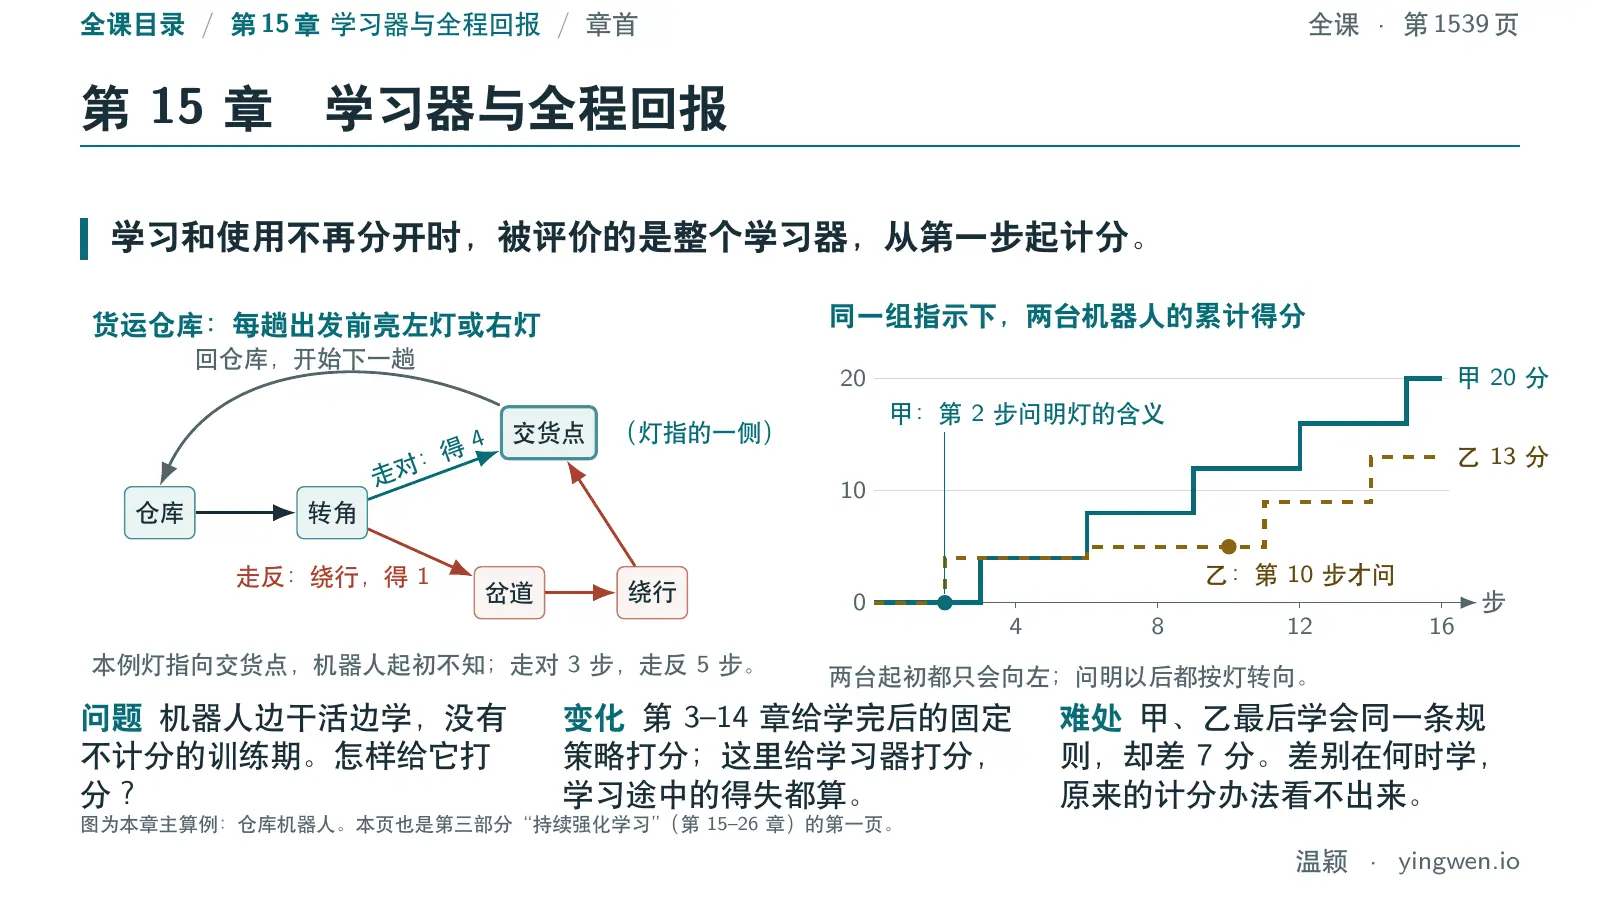 全课目录 / 第 15 章 学习器与全程回报 / 章首
全课 · 第 1539 页
第 15 章 学习器与全程回报
学习和使用不再分开时，被评价的是整个学习器，从第一步起计分。
货运仓库：每趟出发前亮左灯或右灯
回仓库，开始下一趟
交货点
（灯指的一侧）
走对：得 4
仓库
转角
走反：绕行，得 1
岔道
绕行
本例灯指向交货点，机器人起初不知；走对 3 步，走反 5 步。
同一组指示下，两台机器人的累计得分
20
甲 20 分
甲：第 2 步问明灯的含义
乙 13 分
10
乙：第 10 步才问
0
步
4
8
12
16
两台起初都只会向左；问明以后都按灯转向。
问题 机器人边干活边学，没有
不计分的训练期。怎样给它打
分？
变化 第 3–14 章给学完后的固定
策略打分；这里给学习器打分，
学习途中的得失都算。
难处 甲、乙最后学会同一条规
则，却差 7 分。差别在何时学，
原来的计分办法看不出来。
图为本章主算例：仓库机器人。本页也是第三部分“持续强化学习”（第 15–26 章）的第一页。
温颖 · yingwen.io